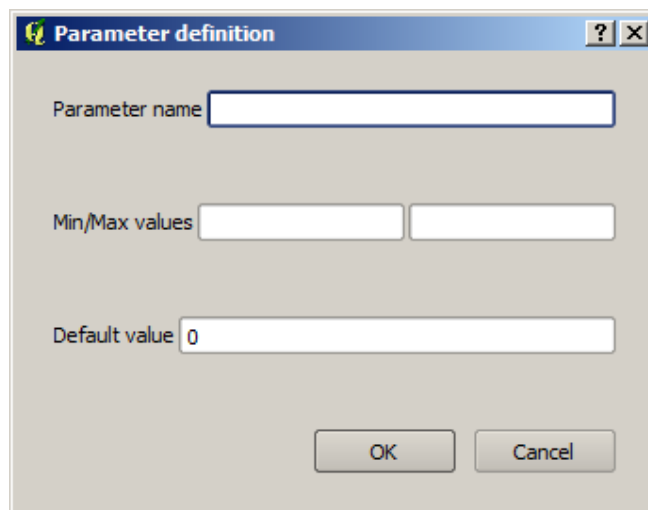 Parameter definition
Parameter name
Min/Max values
Default value 0
OK Cancel